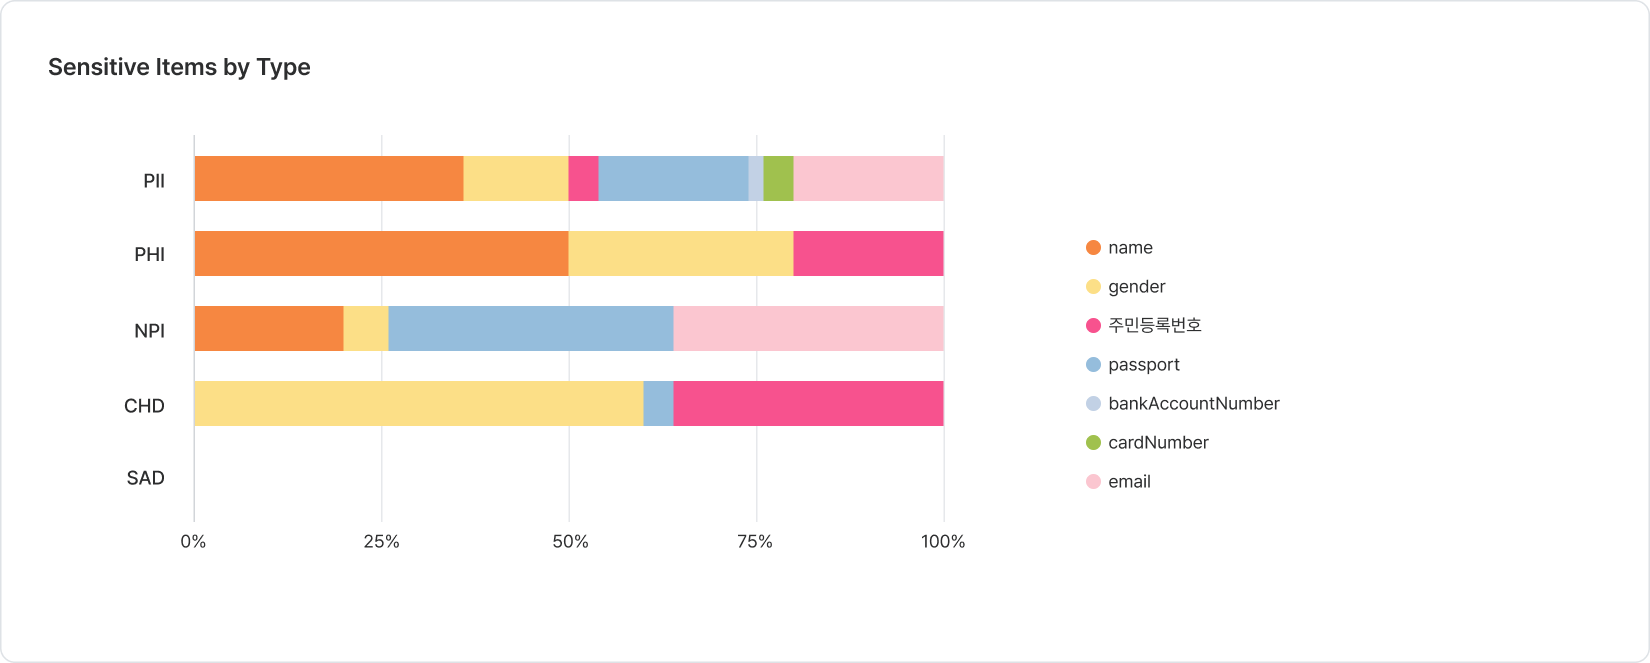 Sensitive Items by Type
PII
PHI
NPI
CHD
SAD
0% 25% 50% 75% 100%
name
gender
주민등록번호
passport
bankAccountNumber
cardNumber
email